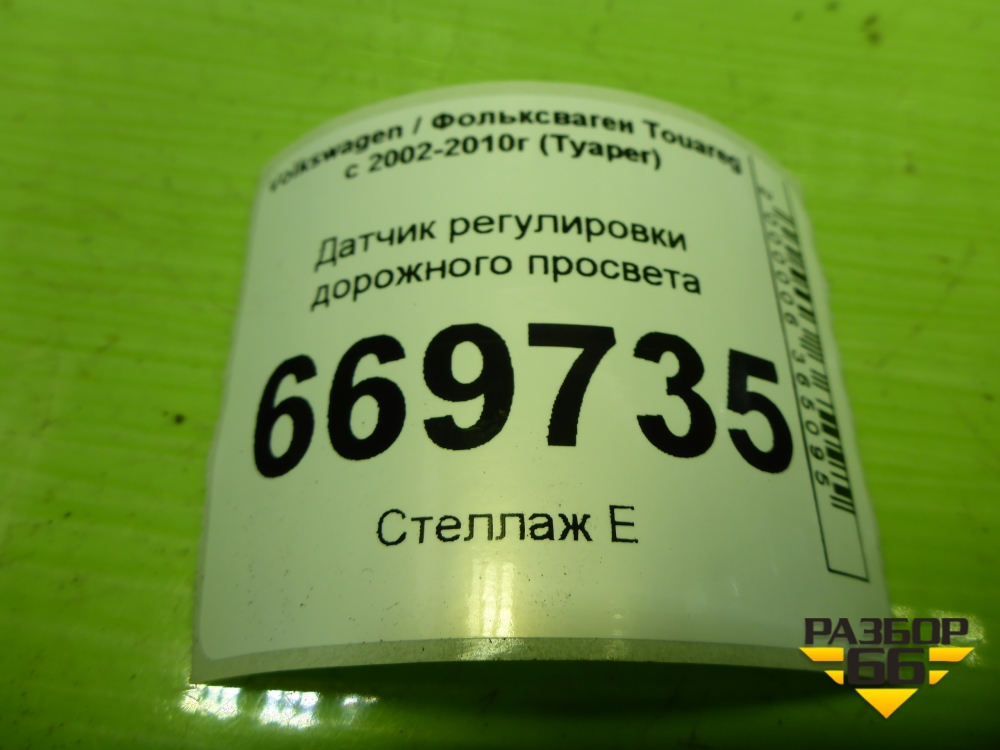 Volkswagen / Фольксваген Touareg
с 2002-2010г (Туарег)
Датчик регулировки
дорожного просвета
669735
Стеллаж Е
РАЗБОР
66